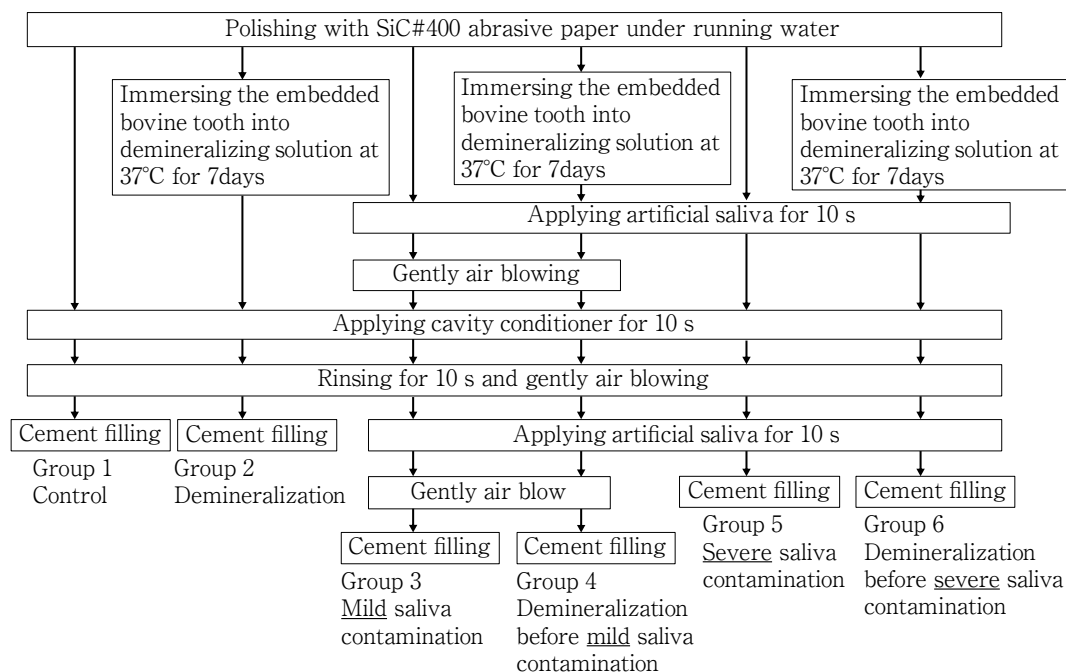 Polishing with SiC#400 abrasive paper under running water
Immersing the embedded
bovine tooth into
demineralizing solution at
37℃ for 7days
Immersing the embedded
bovine tooth into
demineralizing solution at
37℃ for 7days
Immersing the embedded
bovine tooth into
demineralizing solution at
37℃ for 7days
Applying artificial saliva for 10 s
Gently air blowing
Applying cavity conditioner for 10 s
Rinsing for 10 s and gently air blowing
Cement filling
Group 1
Control
Cement filling
Group 2
Demineralization
Applying artificial saliva for 10 s
Gently air blow
Cement filling
Group 3
Mild saliva
contamination
Cement filling
Group 4
Demineralization
before mild saliva
contamination
Cement filling
Group 5
Severe saliva
contamination
Cement filling
Group 6
Demineralization
before severe saliva
contamination